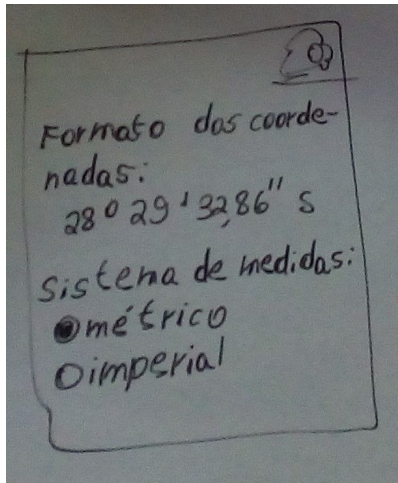 Formato das coorde-
nadas:
28° 29' 32,86" S
Sistema de medidas:
métrico
imperial